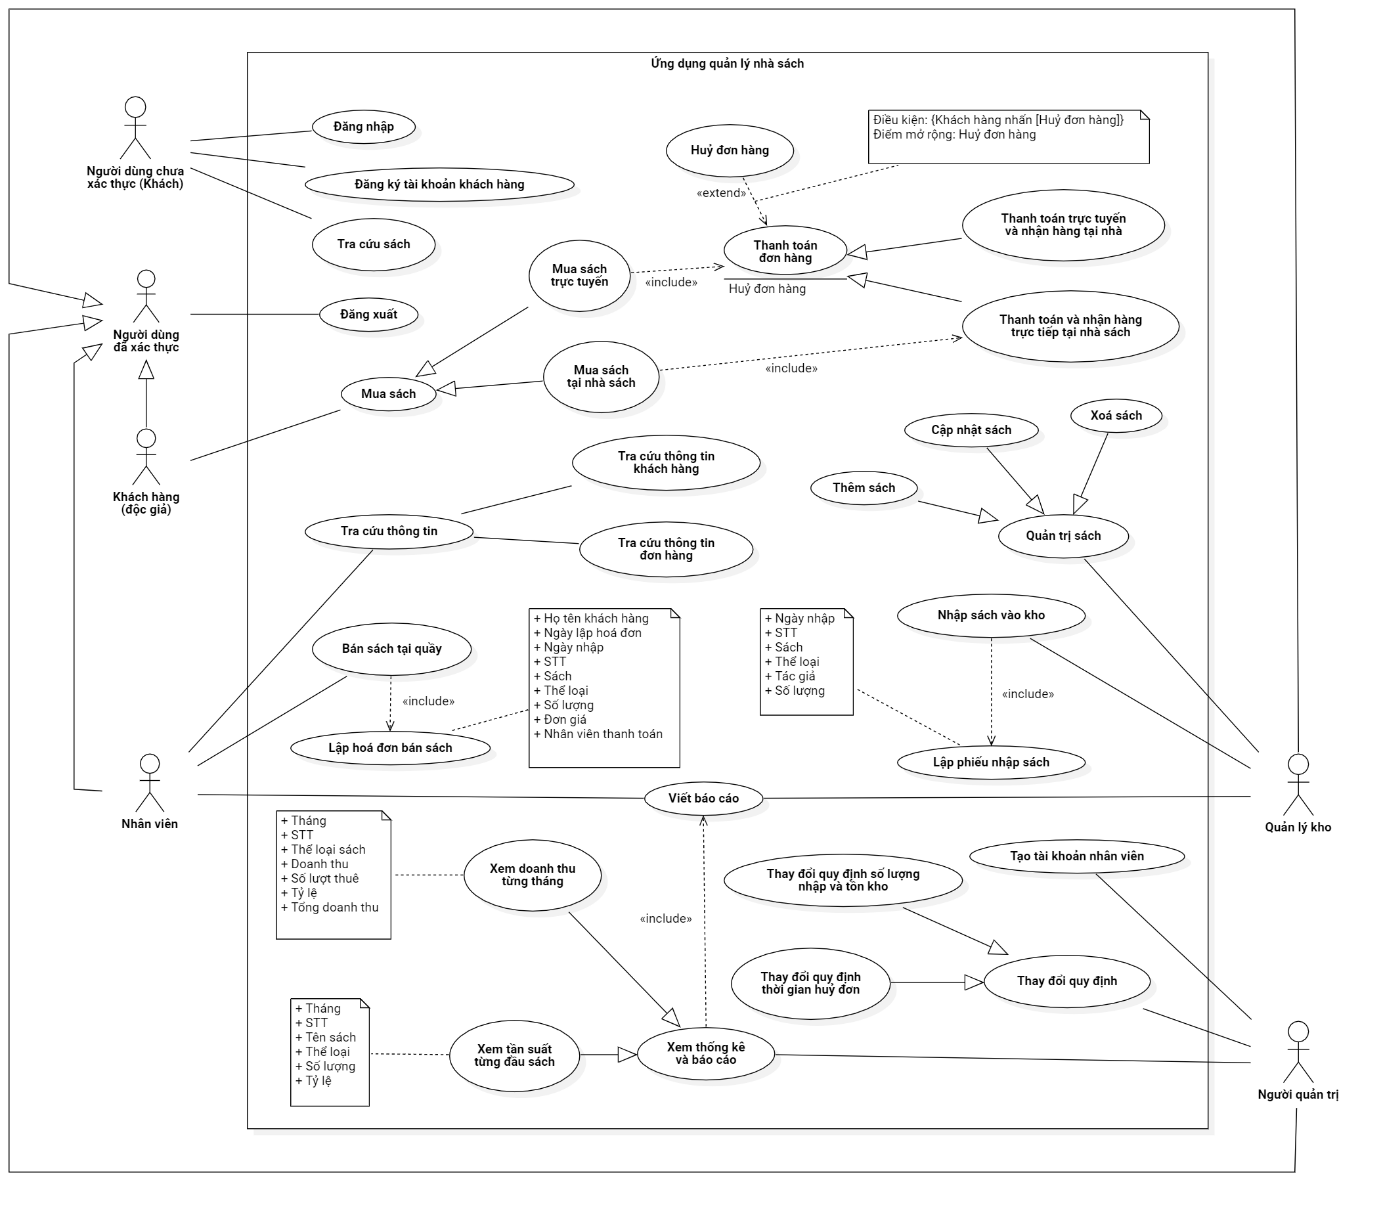 Ứng dụng quản lý nhà sách
Người dùng chưa
xác thực (Khách)
Đăng nhập
Đăng ký tài khoản khách hàng
Tra cứu sách
Huỷ đơn hàng
Điều kiện: {Khách hàng nhấn [Huỷ đơn hàng]}
Điểm mở rộng: Huỷ đơn hàng
«extend»
Thanh toán
đơn hàng
Huỷ đơn hàng
Thanh toán trực tuyến
và nhận hàng tại nhà
Mua sách
trực tuyến
«include»
Người dùng
đã xác thực
Đăng xuất
Thanh toán và nhận hàng
trực tiếp tại nhà sách
Mua sách
tại nhà sách
«include»
Mua sách
Khách hàng
(độc giả)
Tra cứu thông tin
khách hàng
Cập nhật sách
Xoá sách
Thêm sách
Quản trị sách
Tra cứu thông tin
Tra cứu thông tin
đơn hàng
Bán sách tại quầy
«include»
Lập hoá đơn bán sách
+ Họ tên khách hàng
+ Ngày lập hoá đơn
+ Ngày nhập
+ STT
+ Sách
+ Thể loại
+ Số lượng
+ Đơn giá
+ Nhân viên thanh toán
+ Ngày nhập
+ STT
+ Sách
+ Thể loại
+ Tác giả
+ Số lượng
Nhập sách vào kho
«include»
Lập phiếu nhập sách
Nhân viên
Viết báo cáo
Quản lý kho
+ Tháng
+ STT
+ Thể loại sách
+ Doanh thu
+ Số lượt thuê
+ Tỷ lệ
+ Tổng doanh thu
Xem doanh thu
từng tháng
«include»
Thay đổi quy định số lượng
nhập và tồn kho
Tạo tài khoản nhân viên
Thay đổi quy định
thời gian huỷ đơn
Thay đổi quy định
+ Tháng
+ STT
+ Tên sách
+ Thể loại
+ Số lượng
+ Tỷ lệ
Xem tần suất
từng đầu sách
Xem thống kê
và báo cáo
Người quản trị